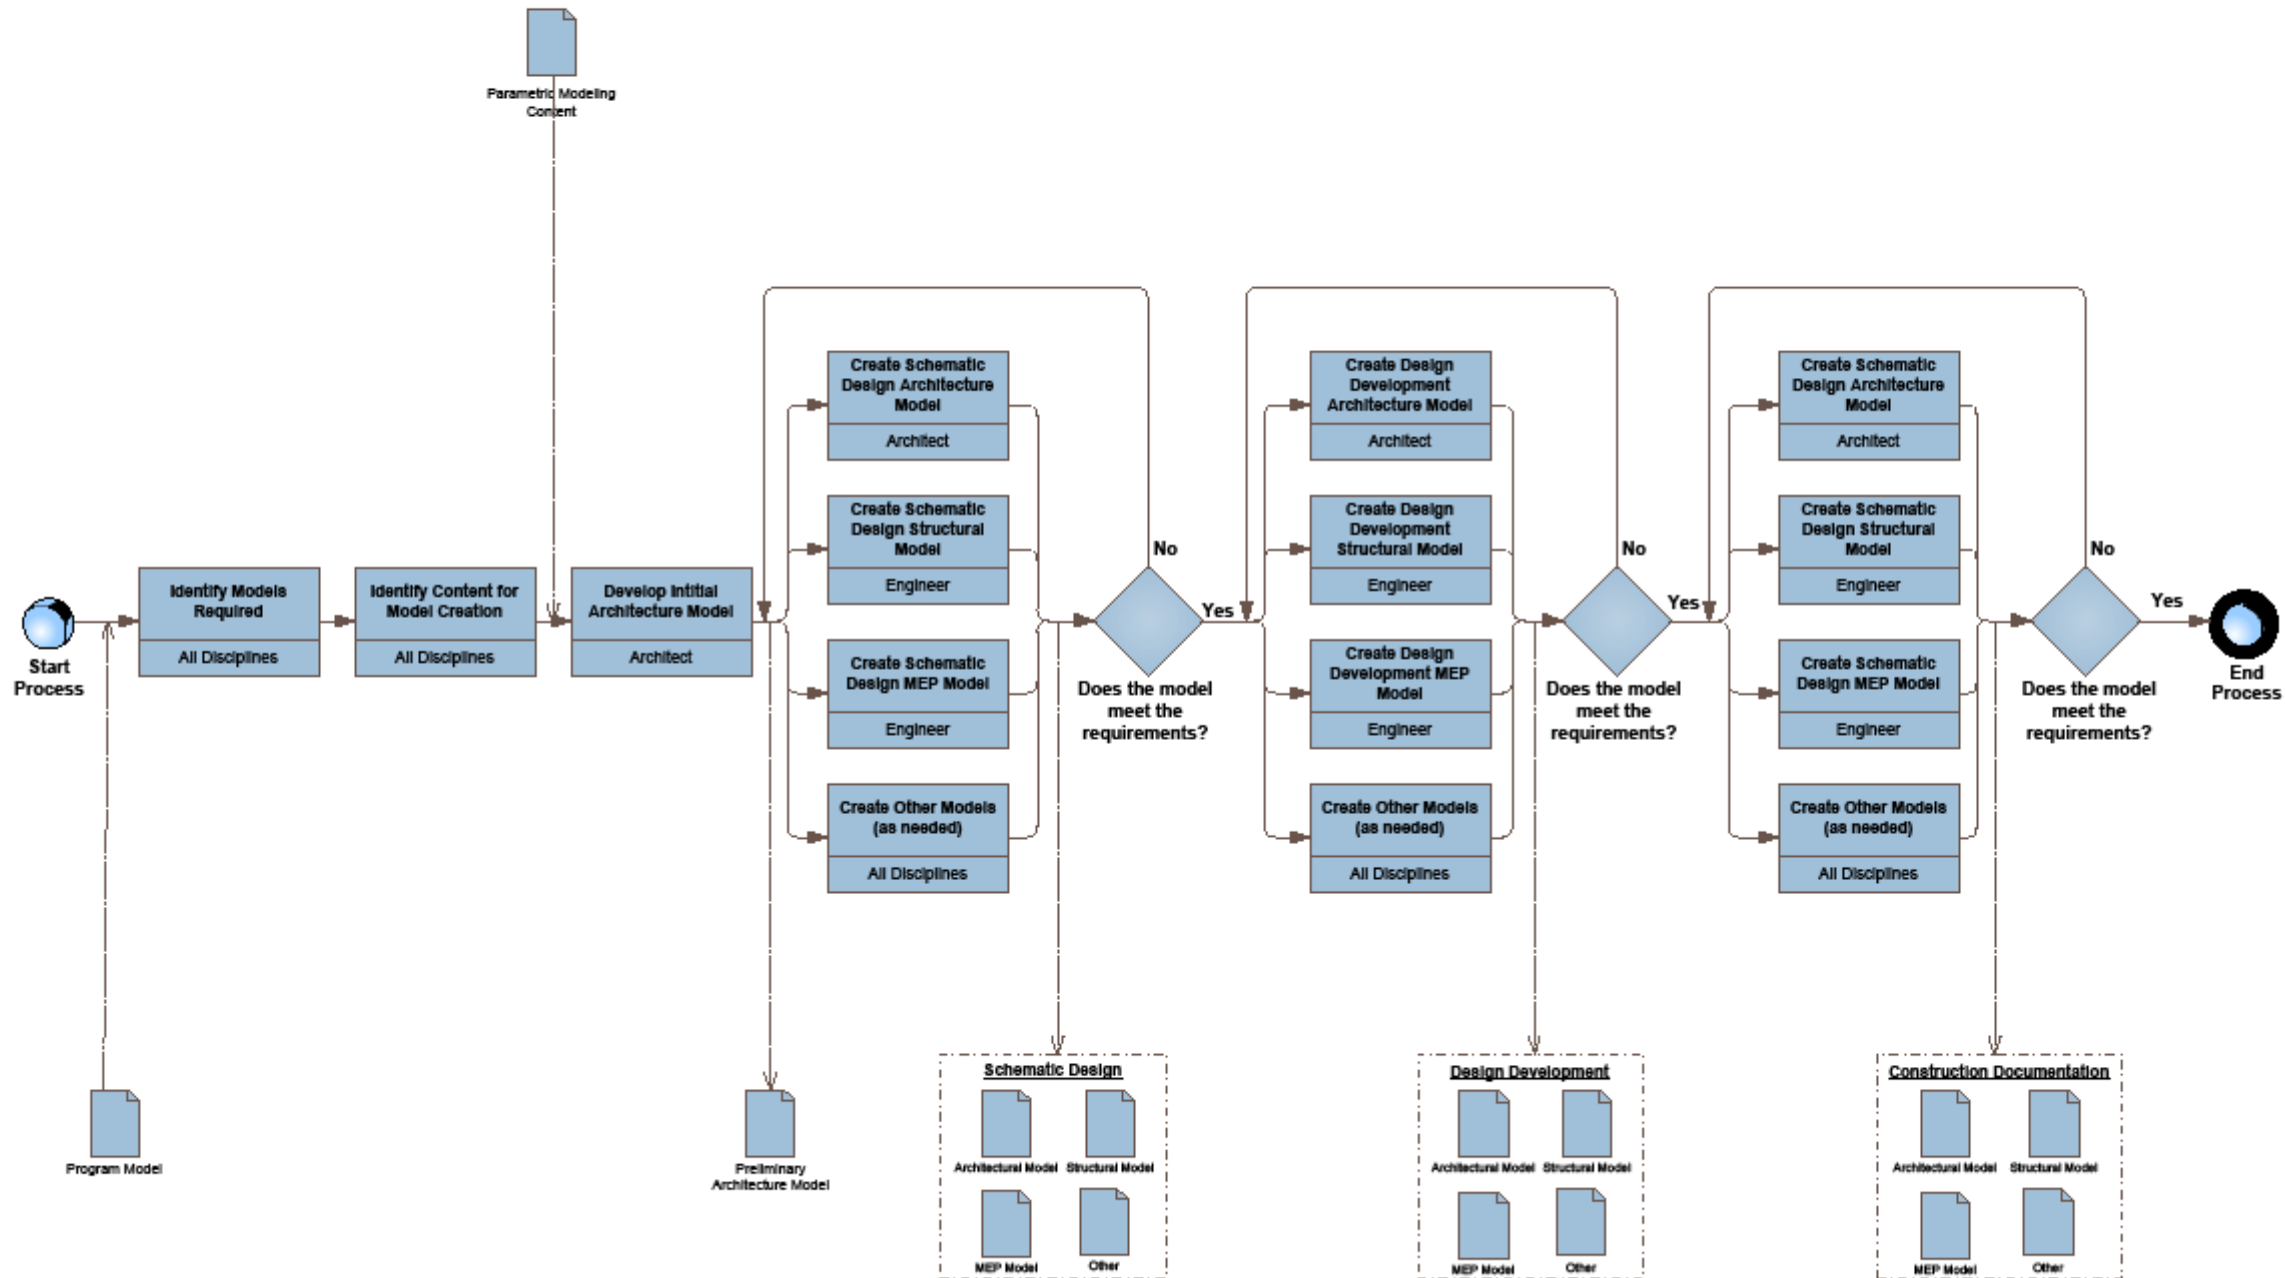 Parametric Modeling
Content
Start
Process
Identify Models
Required
All Disciplines
Identify Content for
Model Creation
All Disciplines
Develop Intitial
Architecture Model
Architect
Create Schematic
Design Architecture
Model
Architect
Create Schematic
Design Structural
Model
Engineer
Create Schematic
Design MEP Model
Engineer
Create Other Models
(as needed)
All Disciplines
No
Yes
Does the model
meet the
requirements?
Create Design
Development
Architecture Model
Architect
Create Design
Development
Structural Model
Engineer
Create Design
Development MEP
Model
Engineer
Create Other Models
(as needed)
All Disciplines
No
Yes
Does the model
meet the
requirements?
Create Schematic
Design Architecture
Model
Architect
Create Schematic
Design Structural
Model
Engineer
Create Schematic
Design MEP Model
Engineer
Create Other Models
(as needed)
All Disciplines
No
Yes
Does the model
meet the
requirements?
End
Process
Program Model
Preliminary
Architecture Model
Schematic Design
Architectural Model
Structural Model
MEP Model
Other
Design Development
Architectural Model
Structural Model
MEP Model
Other
Construction Documentation
Architectural Model
Structural Model
MEP Model
Other